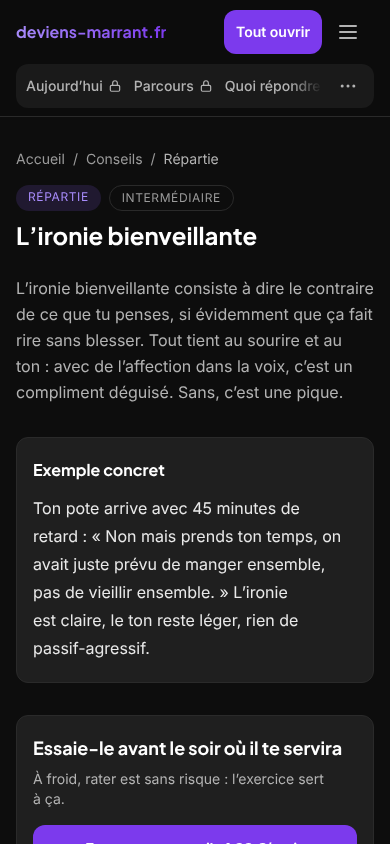 deviens-marrant.fr
Tout ouvrir
Aujourd’hui
Parcours
Quoi répondre
Accueil / Conseils / Répartie
RÉPARTIE
INTERMÉDIAIRE
L’ironie bienveillante
L’ironie bienveillante consiste à dire le contraire
de ce que tu penses, si évidemment que ça fait
rire sans blesser. Tout tient au sourire et au
ton : avec de l’affection dans la voix, c’est un
compliment déguisé. Sans, c’est une pique.
Exemple concret
Ton pote arrive avec 45 minutes de
retard : « Non mais prends ton temps, on
avait juste prévu de manger ensemble,
pas de vieillir ensemble. » L’ironie
est claire, le ton reste léger, rien de
passif-agressif.
Essaie-le avant le soir où il te servira
À froid, rater est sans risque : l’exercice sert
à ça.